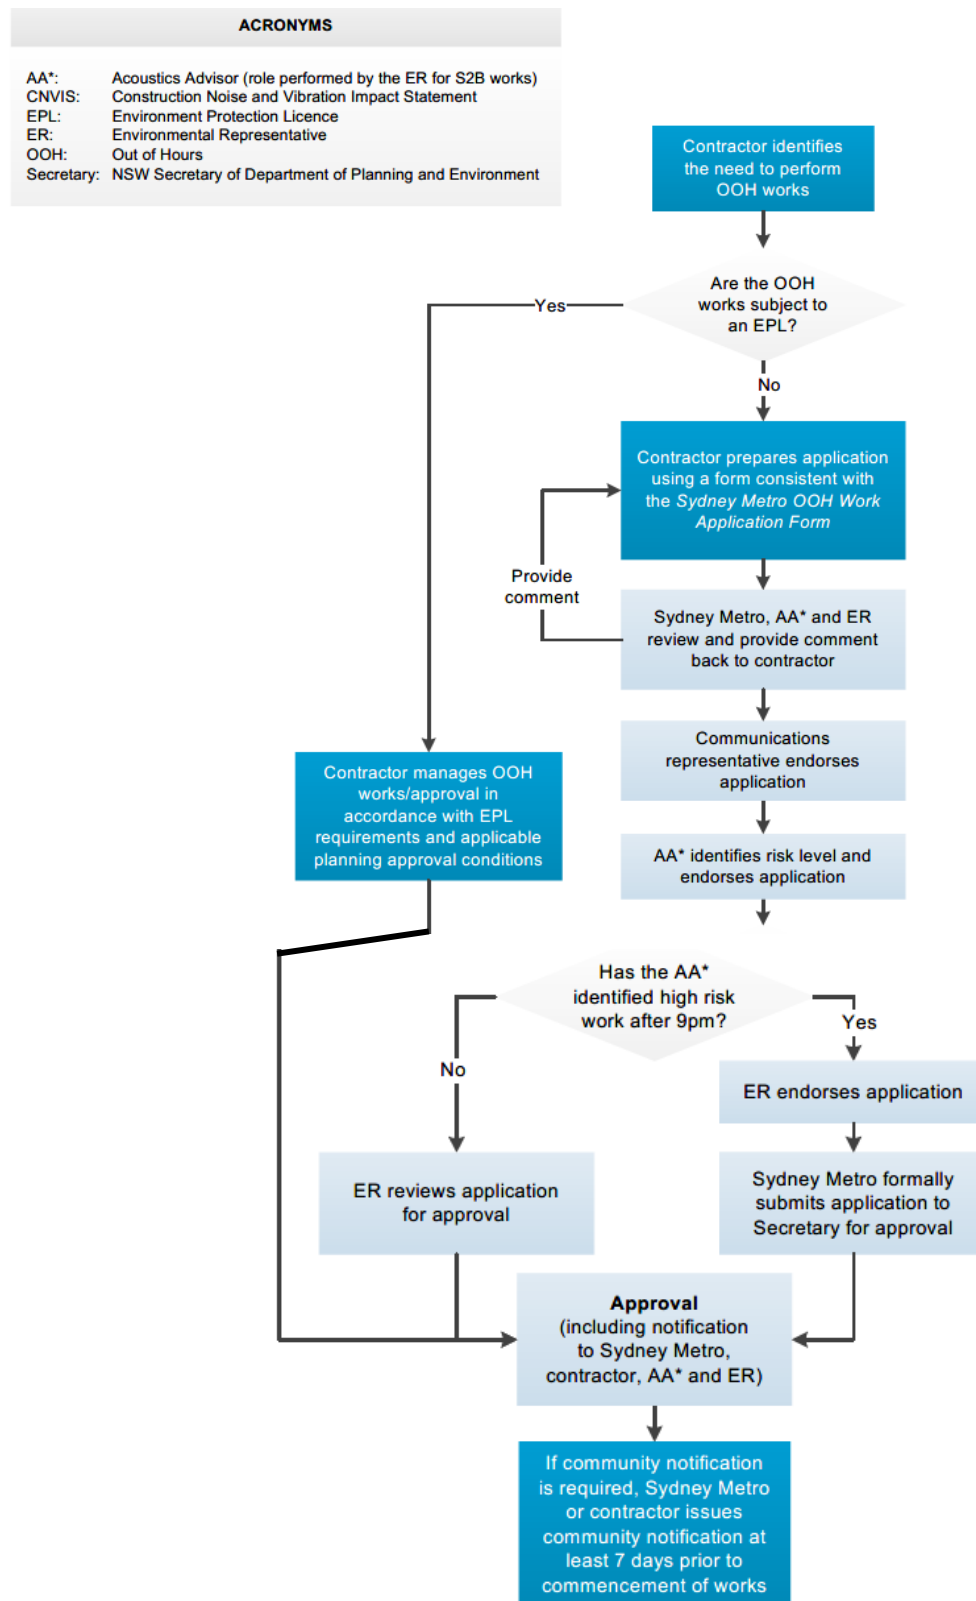 ACRONYMS
AA*: Acoustics Advisor (role performed by the ER for S2B works)
CNVIS: Construction Noise and Vibration Impact Statement
EPL: Environment Protection Licence
ER: Environmental Representative
OOH: Out of Hours
Secretary: NSW Secretary of Department of Planning and Environment
Contractor identifies
the need to perform
OOH works
Are the OOH
works subject to
an EPL?
Yes
No
Contractor prepares application
using a form consistent with
the Sydney Metro OOH Work
Application Form
Provide
comment
Sydney Metro, AA* and ER
review and provide comment
back to contractor
Communications
representative endorses
application
Contractor manages OOH
works/approval in
accordance with EPL
requirements and applicable
planning approval conditions
AA* identifies risk level and
endorses application
Has the AA*
identified high risk
work after 9pm?
Yes
No
ER endorses application
ER reviews application
for approval
Sydney Metro formally
submits application to
Secretary for approval
Approval
(including notification
to Sydney Metro,
contractor, AA* and ER)
If community notification
is required, Sydney Metro
or contractor issues
community notification at
least 7 days prior to
commencement of works